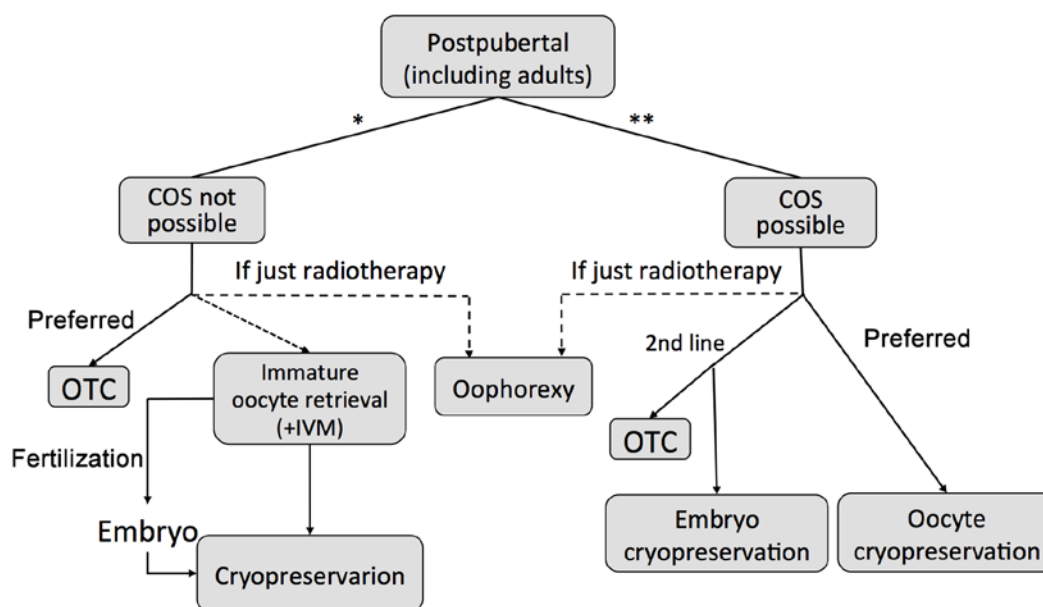 Postpubertal
(including adults)
*
**
COS not
possible
COS
possible
If just radiotherapy
If just radiotherapy
Preferred
2nd line
Preferred
OTC
Immature
oocyte retrieval
(+IVM)
Oophorexy
OTC
Fertilization
Embryo
Cryopreservarion
Embryo
cryopreservation
Oocyte
cryopreservation